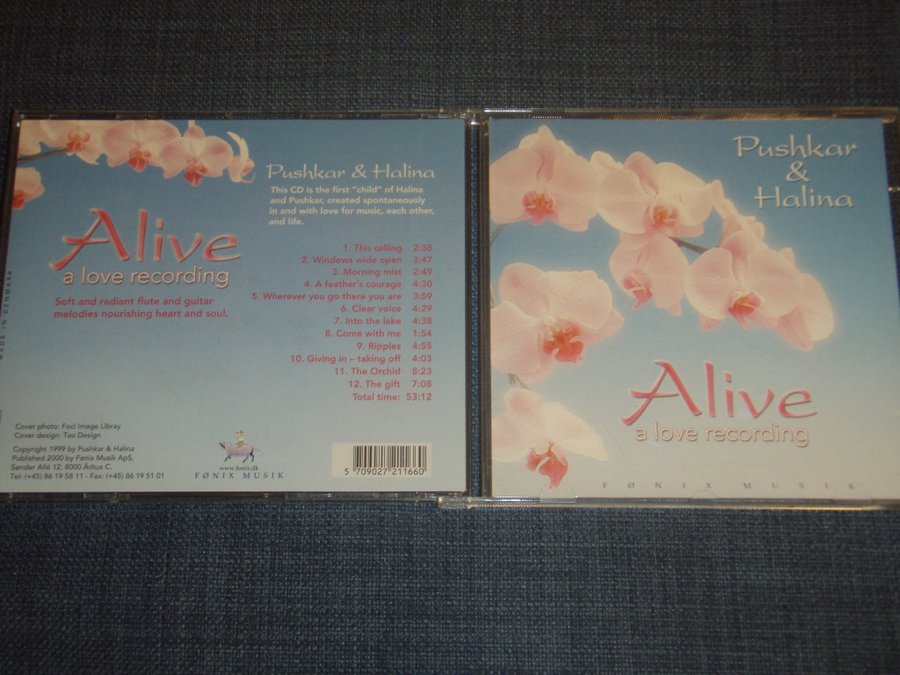 Pushkar & Halina
This CD is the first "child" of Halina
and Pushkar, created spontaneously
in and with love for music, each other,
and life.
Alive
a love recording
Soft and radiant flute and guitar
melodies nourishing heart and soul.
1. This calling 2:38
2. Windows wide open 3:47
3. Morning mist 2:49
4. A feather's courage 4:30
5. Wherever you go there you are 3:59
6. Clear voice 4:29
7. Into the lake 4:38
8. Come with me 1:54
9. Ripples 4:55
10. Giving in – taking off 4:03
11. The Orchid 8:23
12. The gift 7:08
Total time: 53:12
MADE IN DENMARK
Cover photo: Foci Image Libray
Cover design: Tao Design
Copyright 1999 by Pushkar & Halina
Published 2000 by Fønix Musik ApS,
Sønder Allé 12, 8000 Århus C.
Tel: (+45) 86 19 58 11 - Fax: (+45) 86 19 51 01
www.fonix.dk
FØNIX MUSIK
5 709027 211660
Pushkar
&
Halina
Alive
a love recording
FØNIX MUSIK